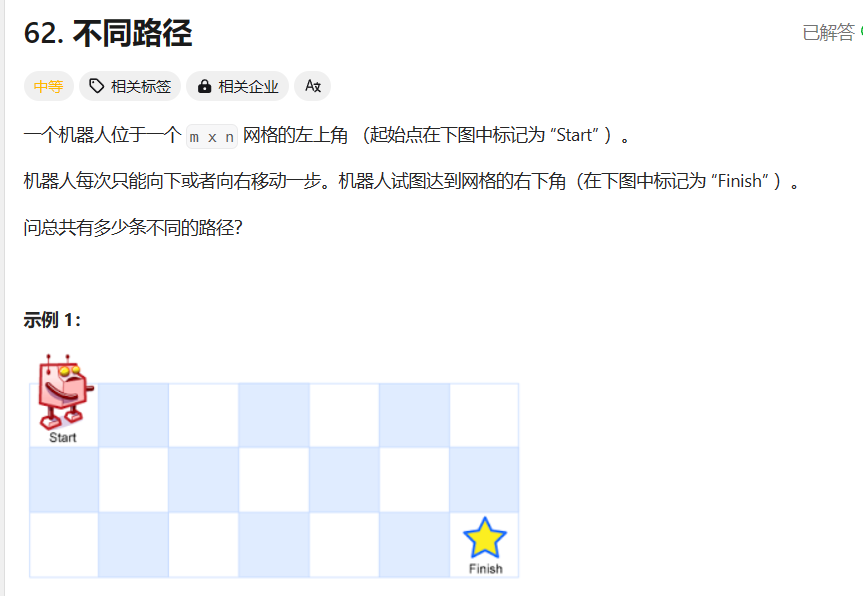 62. 不同路径
已解答
中等 相关标签 相关企业 Az
一个机器人位于一个 m x n 网格的左上角 （起始点在下图中标记为 “Start” ）。
机器人每次只能向下或者向右移动一步。机器人试图达到网格的右下角（在下图中标记为 “Finish” ）。
问总共有多少条不同的路径？
示例 1：
Start
Finish